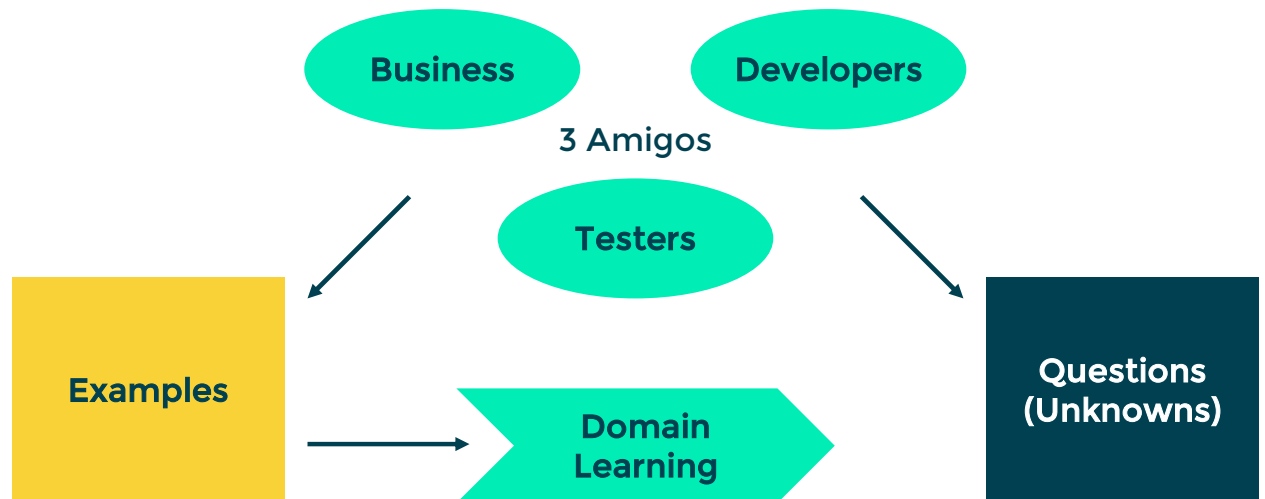 Business
Developers
3 Amigos
Testers
Examples
Domain
Learning
Questions
(Unknowns)